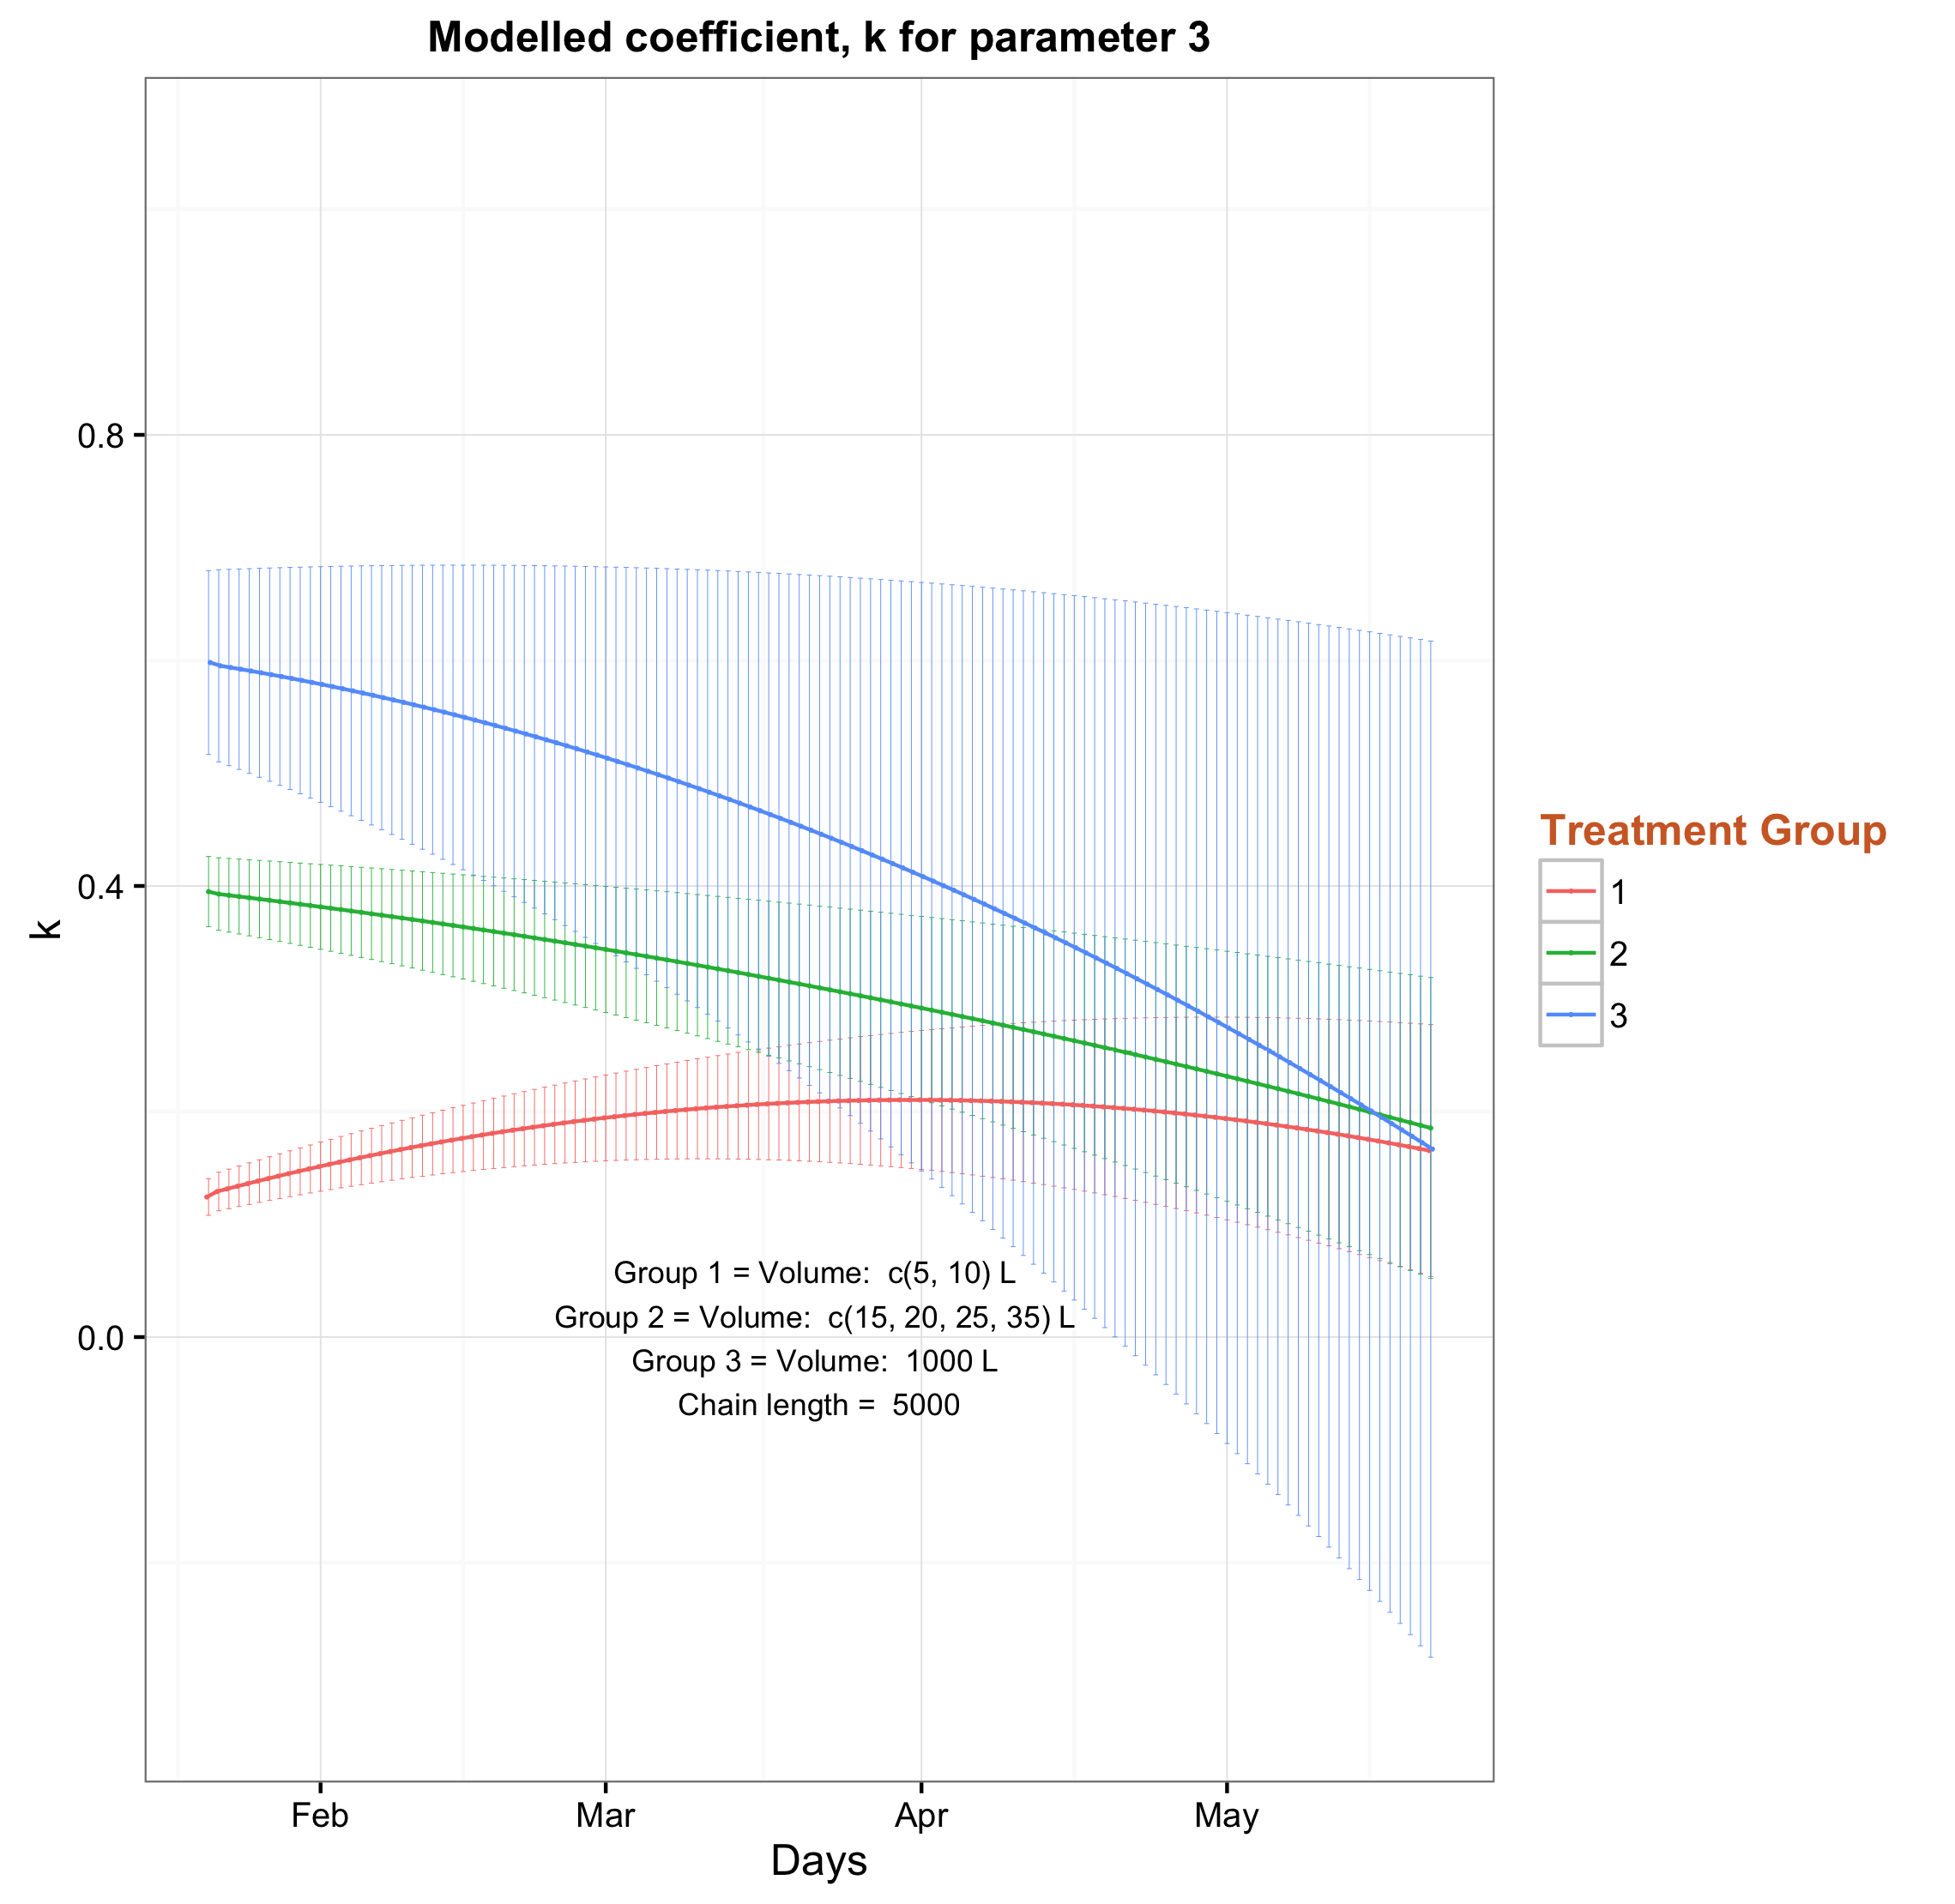 Modelled coefficient, k for parameter 3
0.8
0.4
0.0
k
Group 1 = Volume:  c(5, 10) L
Group 2 = Volume:  c(15, 20, 25, 35) L
Group 3 = Volume:  1000 L
Chain length =  5000
Feb Mar Apr May
Days
Treatment Group
1
2
3